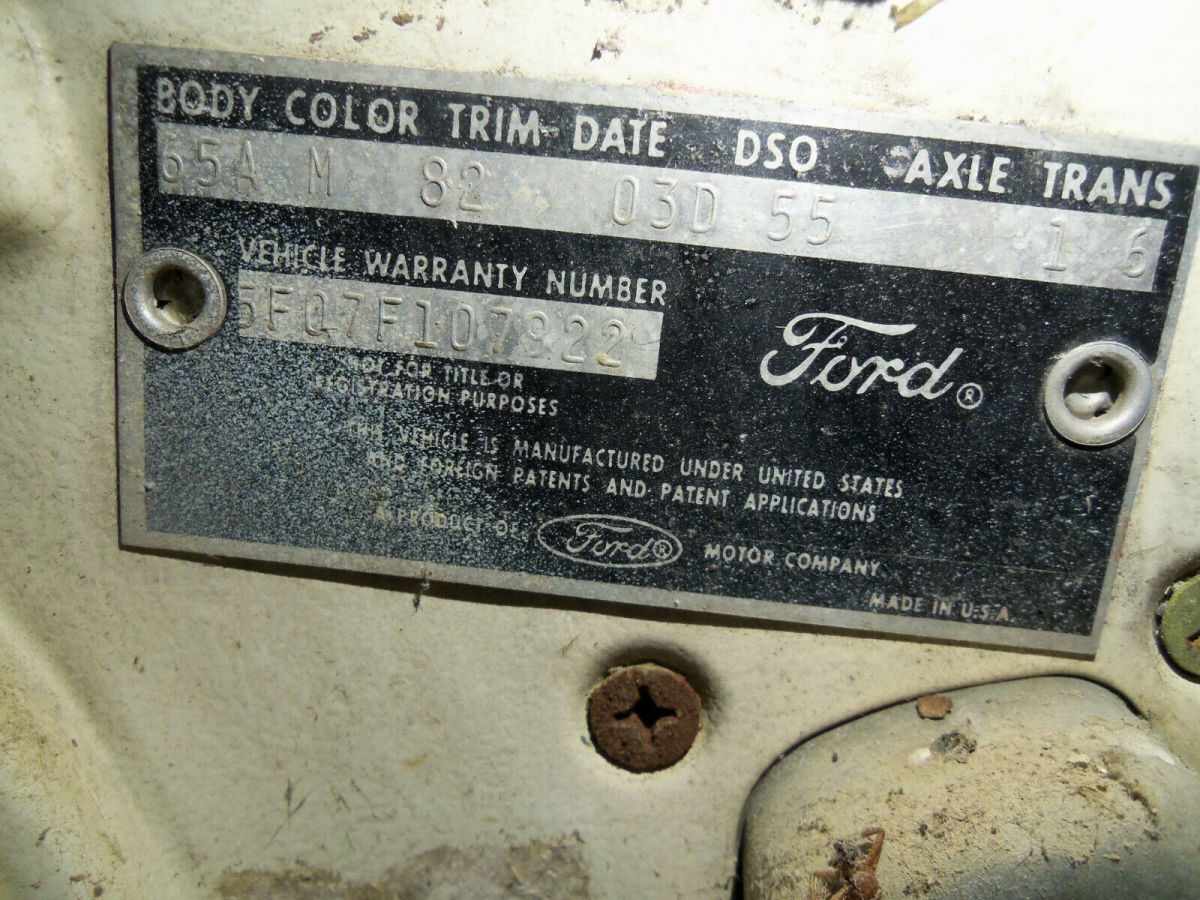 BODY COLOR TRIM DATE DSO AXLE TRANS
65A M 82 03D 55 1 6
VEHICLE WARRANTY NUMBER
5F07F107922
NOT FOR TITLE OR
REGISTRATION PURPOSES
Ford®
THIS VEHICLE IS MANUFACTURED UNDER UNITED STATES
AND FOREIGN PATENTS AND PATENT APPLICATIONS
A PRODUCT OF Ford® MOTOR COMPANY
MADE IN U.S.A.